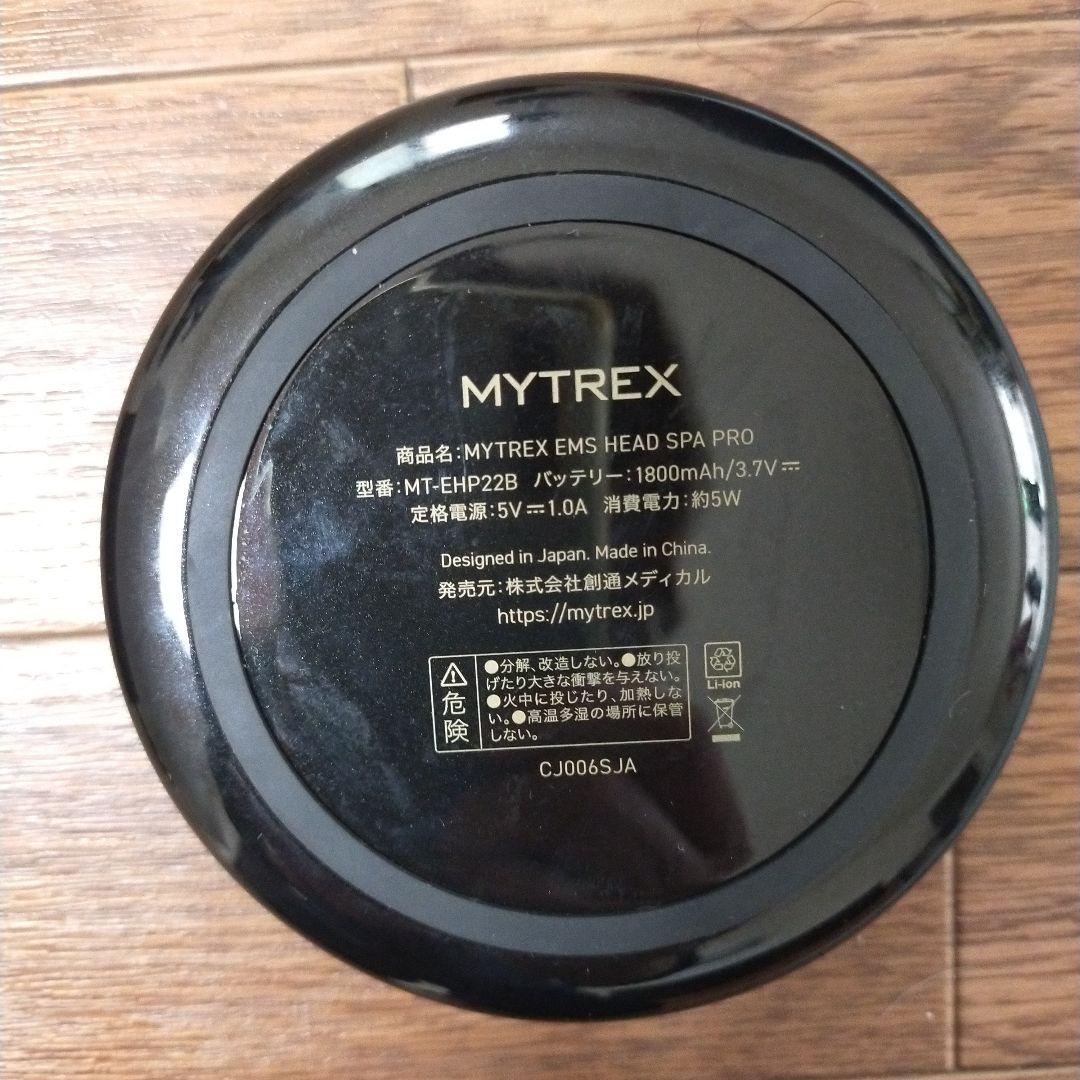 MYTREX
商品名:MYTREX EMS HEAD SPA PRO
型番:MT-EHP22B バッテリー:1800mAh/3.7V⎓
定格電源:5V⎓1.0A 消費電力:約5W
Designed in Japan. Made in China.
発売元:株式会社創通メディカル
https://mytrex.jp
危険
●分解、改造しない。●放り投
げたり大きな衝撃を与えない。
●火中に投じたり、加熱しな
い。●高温多湿の場所に保管
しない。
Li-ion
CJ006SJA